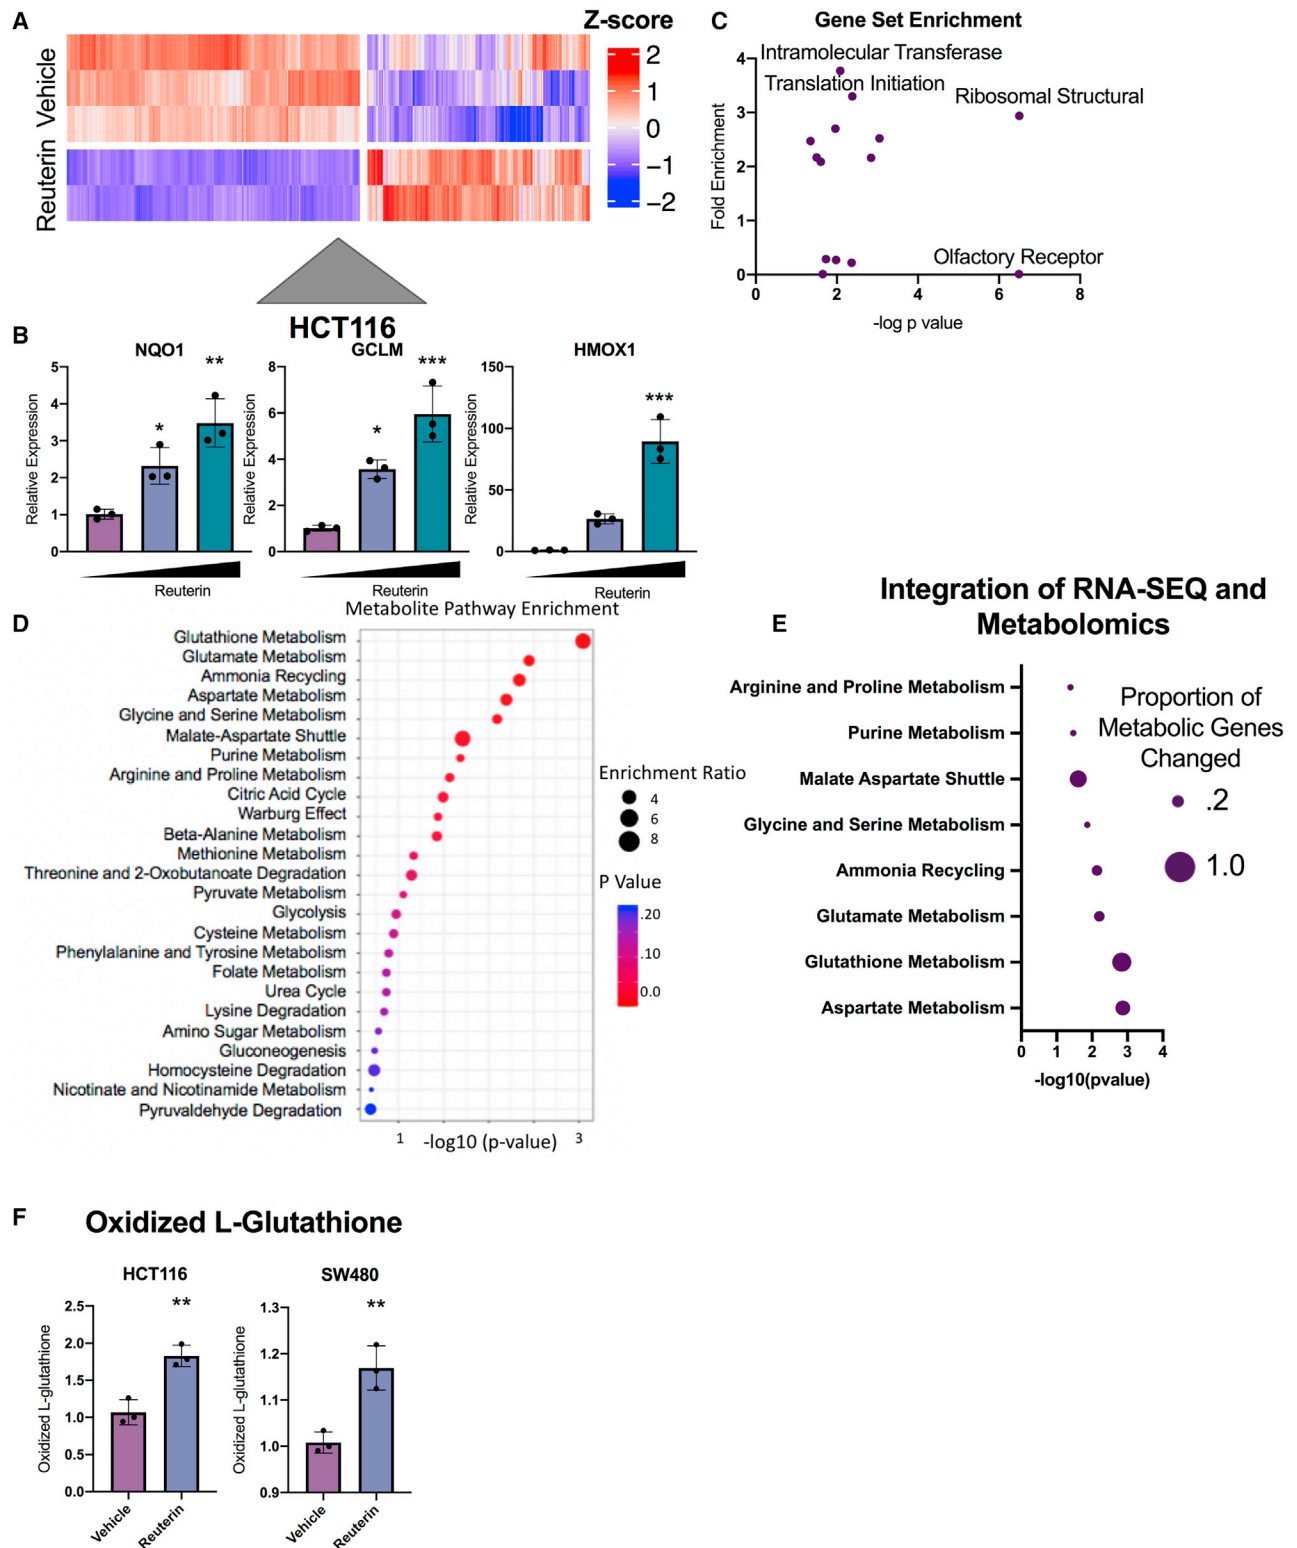 A
Z-score
Vehicle
Reuterin
2
1
0
−1
−2
C
Gene Set Enrichment
Intramolecular Transferase
Translation Initiation
Ribosomal Structural
Olfactory Receptor
Fold Enrichment
4
3
2
1
0
0 2 4 6 8
-log p value
HCT116
B
NQO1
Relative Expression
5
4
3
2
1
0
*
**
Reuterin
GCLM
Relative Expression
8
6
4
2
0
*
***
Reuterin
HMOX1
Relative Expression
150
100
50
0
***
Reuterin
D
Metabolite Pathway Enrichment
Glutathione Metabolism
Glutamate Metabolism
Ammonia Recycling
Aspartate Metabolism
Glycine and Serine Metabolism
Malate-Aspartate Shuttle
Purine Metabolism
Arginine and Proline Metabolism
Citric Acid Cycle
Warburg Effect
Beta-Alanine Metabolism
Methionine Metabolism
Threonine and 2-Oxobutanoate Degradation
Pyruvate Metabolism
Glycolysis
Cysteine Metabolism
Phenylalanine and Tyrosine Metabolism
Folate Metabolism
Urea Cycle
Lysine Degradation
Amino Sugar Metabolism
Gluconeogenesis
Homocysteine Degradation
Nicotinate and Nicotinamide Metabolism
Pyruvaldehyde Degradation
1 3
-log10 (p-value)
Enrichment Ratio
4
6
8
P Value
.20
.10
0.0
E
Integration of RNA-SEQ and
Metabolomics
Arginine and Proline Metabolism
Purine Metabolism
Malate Aspartate Shuttle
Glycine and Serine Metabolism
Ammonia Recycling
Glutamate Metabolism
Glutathione Metabolism
Aspartate Metabolism
0 1 2 3 4
-log10(pvalue)
Proportion of
Metabolic Genes
Changed
.2
1.0
F
Oxidized L-Glutathione
HCT116
Oxidized L-glutathione
2.5
2.0
1.5
1.0
0.5
0.0
**
Vehicle
Reuterin
SW480
Oxidized L-glutathione
1.3
1.2
1.1
1.0
0.9
**
Vehicle
Reuterin